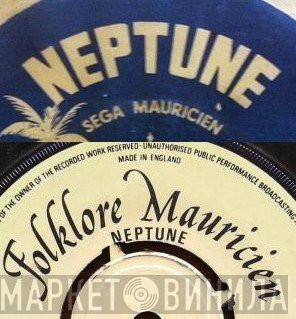 NEPTUNE
SEGA MAURICIEN
OF THE OWNER OF THE RECORDED WORK RESERVED · UNAUTHORISED PUBLIC PERFORMANCE BROADCASTING
MADE IN ENGLAND
Folklore Mauricien
NEPTUNE
МАРКЕТ ВИНИЛА